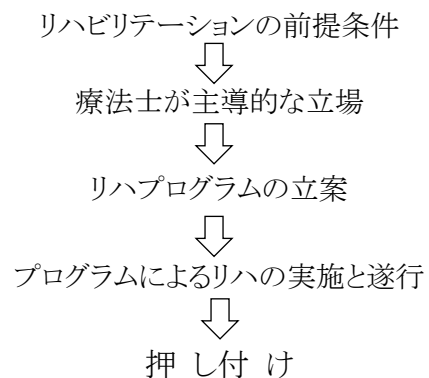 リハビリテーションの前提条件
療法士が主導的な立場
リハプログラムの立案
プログラムによるリハの実施と遂行
押 し付 け